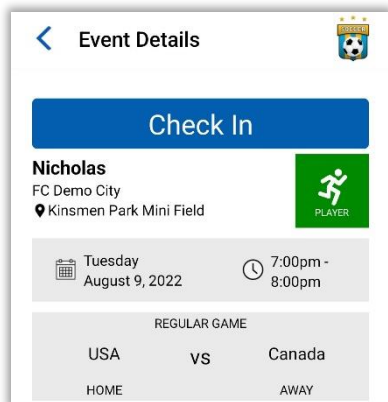 Event Details
SOCCER
Check In
Nicholas
FC Demo City
Kinsmen Park Mini Field
PLAYER
Tuesday
August 9, 2022
7:00pm -
8:00pm
REGULAR GAME
USA vs Canada
HOME AWAY